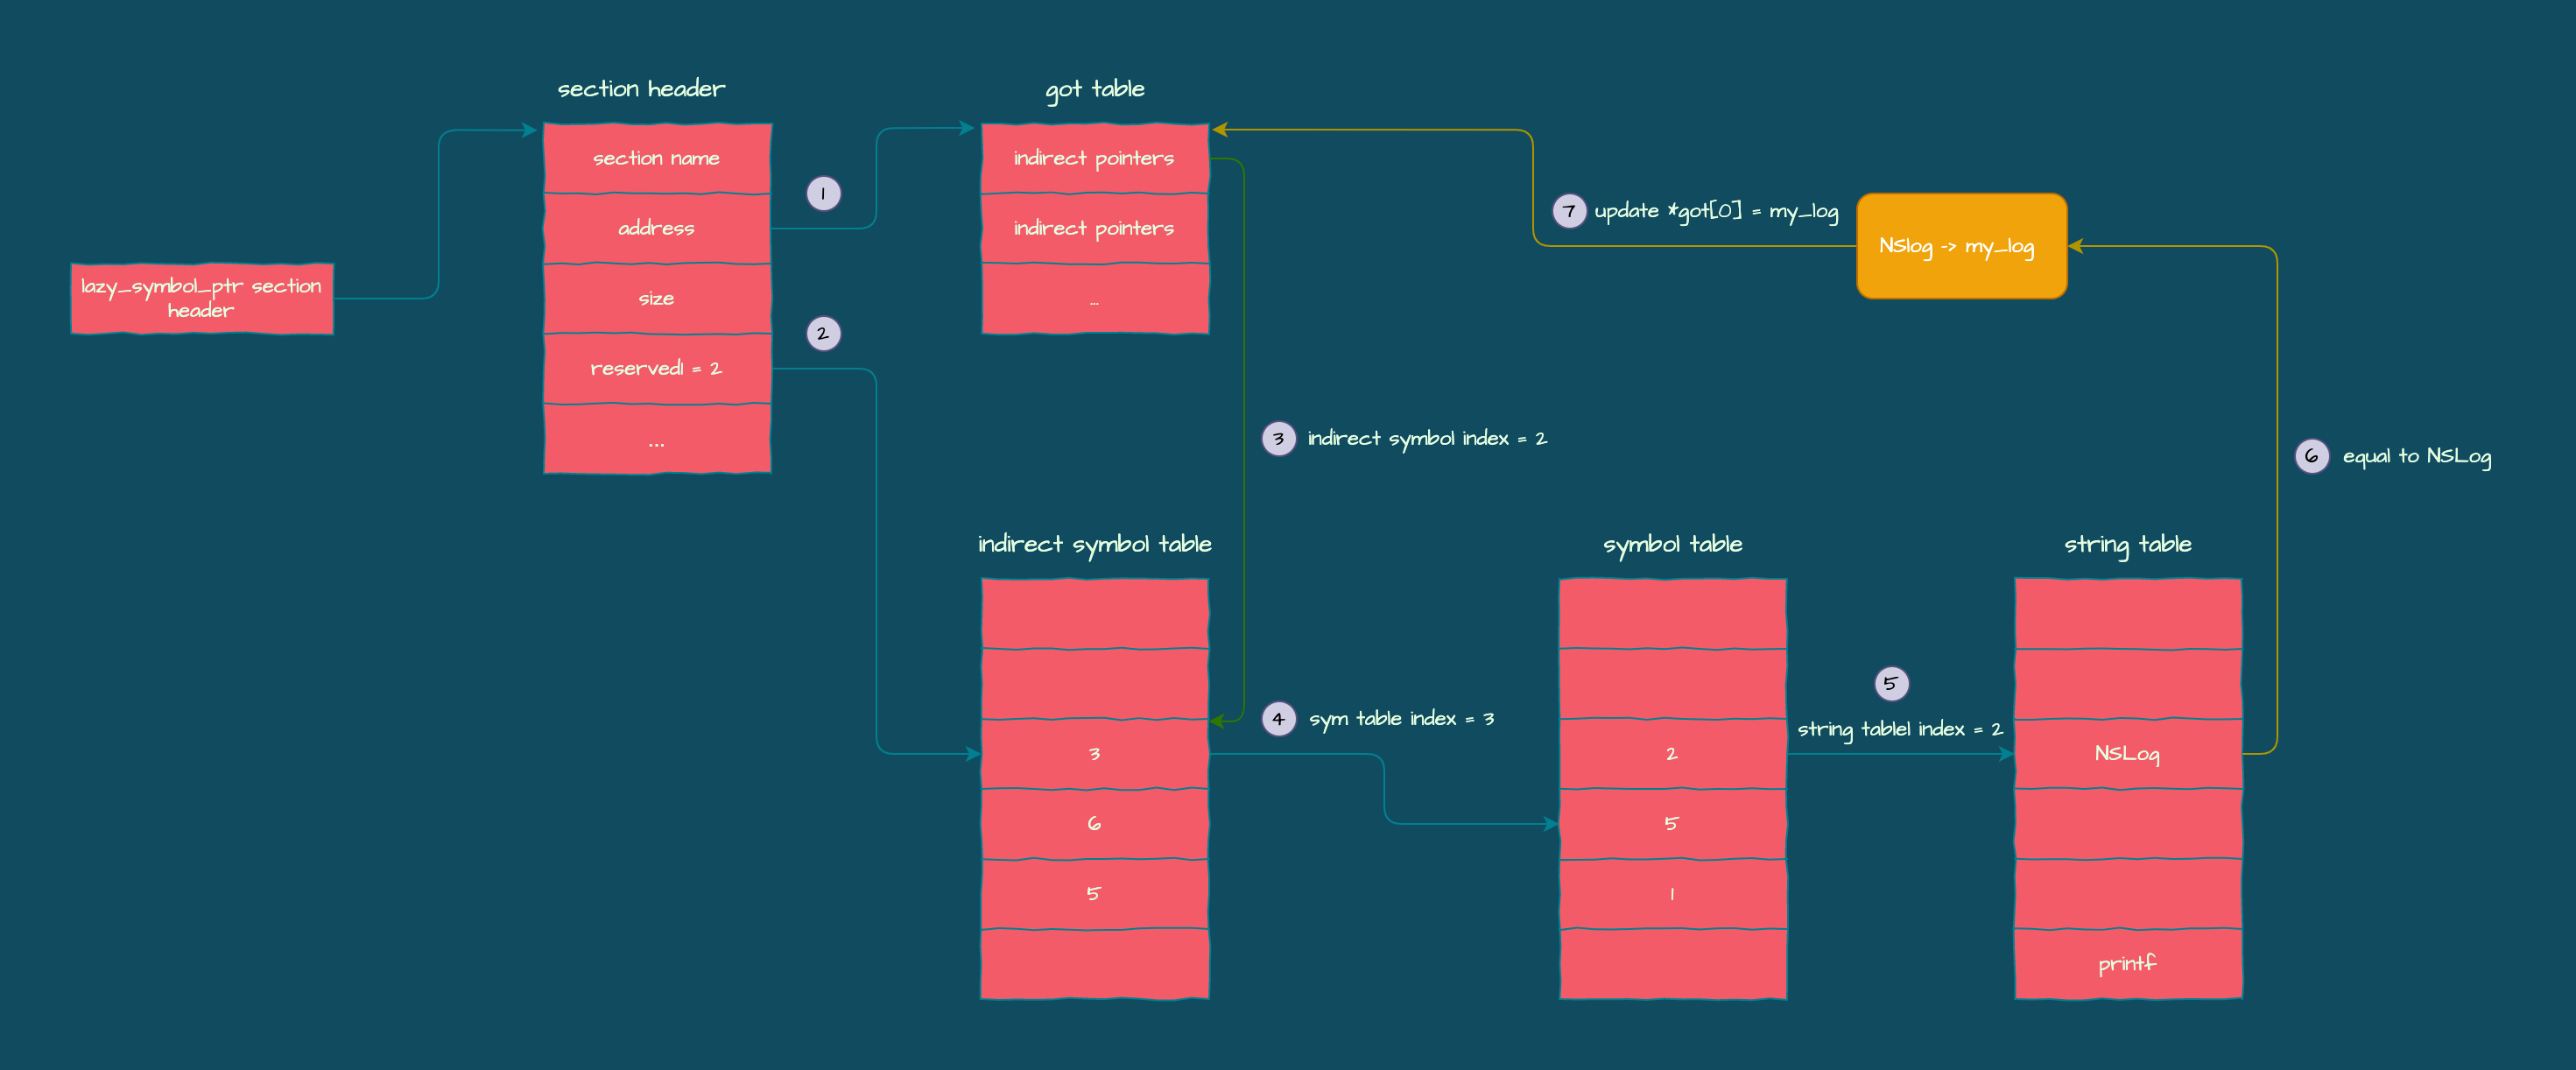 section header
got table
section name
indirect pointers
1
7 update *got[0] = my_log
address
indirect pointers
NSlog -> my_log
lazy_symbol_ptr section
header
size
...
2
reserved1 = 2
...
3 indirect symbol index = 2
6 equal to NSLog
indirect symbol table
symbol table
string table
5
4 sym table index = 3
string tablel index = 2
3
2
NSLog
6
5
5
1
printf